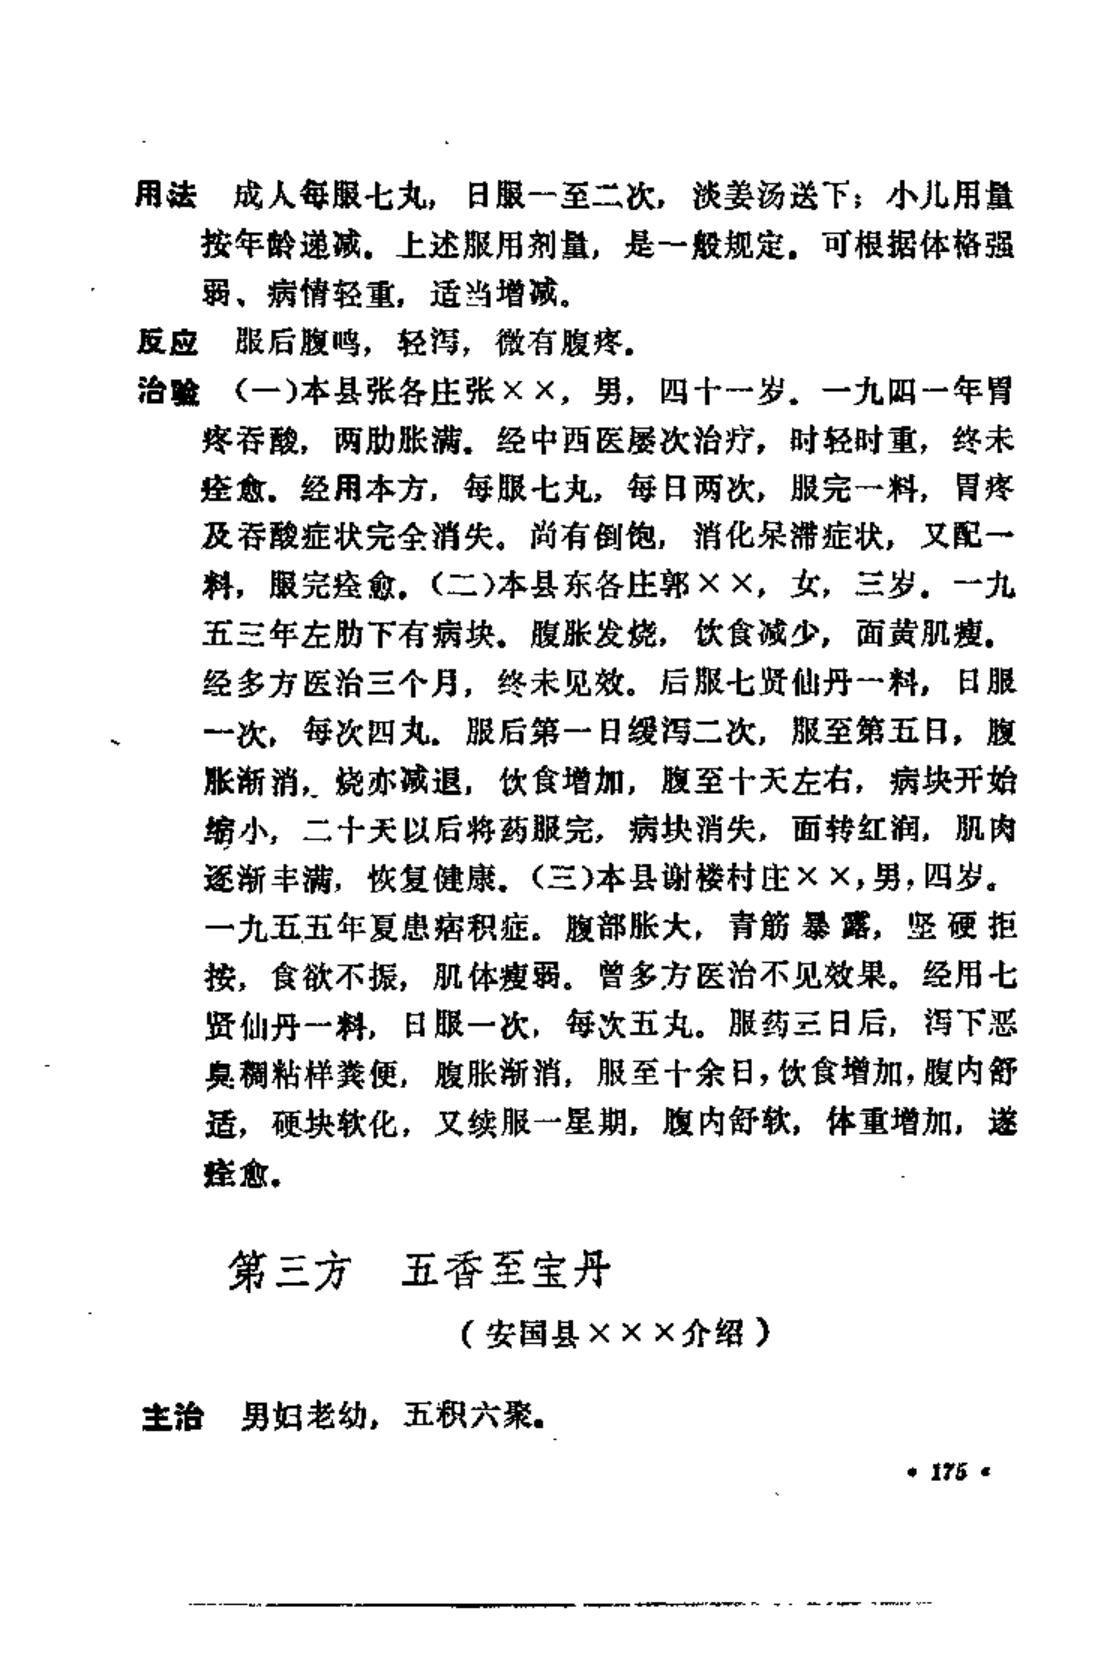 用法　成人每服七丸，日服一至二次，淡姜汤送下；小儿用量
按年龄递减。上述服用剂量，是一般规定。可根据体格强
弱、病情轻重，适当增减。
反应　服后腹鸣，轻泻，微有腹疼。
治验　（一）本县张各庄张××，男，四十一岁。一九四一年胃
疼吞酸，两肋胀满。经中西医屡次治疗，时轻时重，终未
痊愈。经用本方，每服七丸，每日两次，服完一料，胃疼
及吞酸症状完全消失。尚有倒饱，消化呆滞症状，又配一
料，服完痊愈。（二）本县东各庄郭××，女，三岁。一九
五三年左肋下有痞块。腹胀发烧，饮食减少，面黄肌瘦。
经多方医治三个月，终未见效。后服七贤仙丹一料，日服
一次，每次四丸。服后第一日缓泻二次，服至第五日，腹
胀渐消，烧亦减退，饮食增加，腹至十天左右，痞块开始
缩小，二十天以后将药服完，痞块消失，面转红润，肌肉
逐渐丰满，恢复健康。（三）本县谢楼村庄××，男，四岁。
一九五五年夏患痞积症。腹部胀大，青筋暴露，坚硬拒
按，食欲不振，肌体瘦弱。曾多方医治不见效果。经用七
贤仙丹一料，日服一次，每次五丸。服药三日后，泻下恶
臭稠粘样粪便，腹胀渐消，服至十余日，饮食增加，腹内舒
适，硬块软化，又续服一星期，腹内舒软，体重增加，遂
痊愈。
第三方　五香至宝丹
（安国县×××介绍）
主治　男妇老幼，五积六聚。
• 175 •